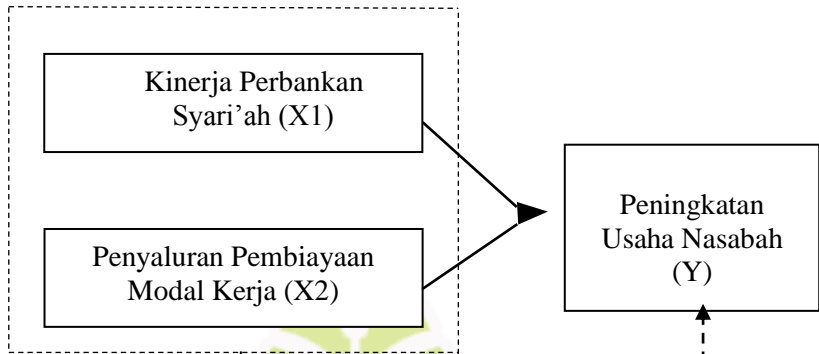 Kinerja Perbankan
Syari’ah (X1)
Penyaluran Pembiayaan
Modal Kerja (X2)
Peningkatan
Usaha Nasabah
(Y)